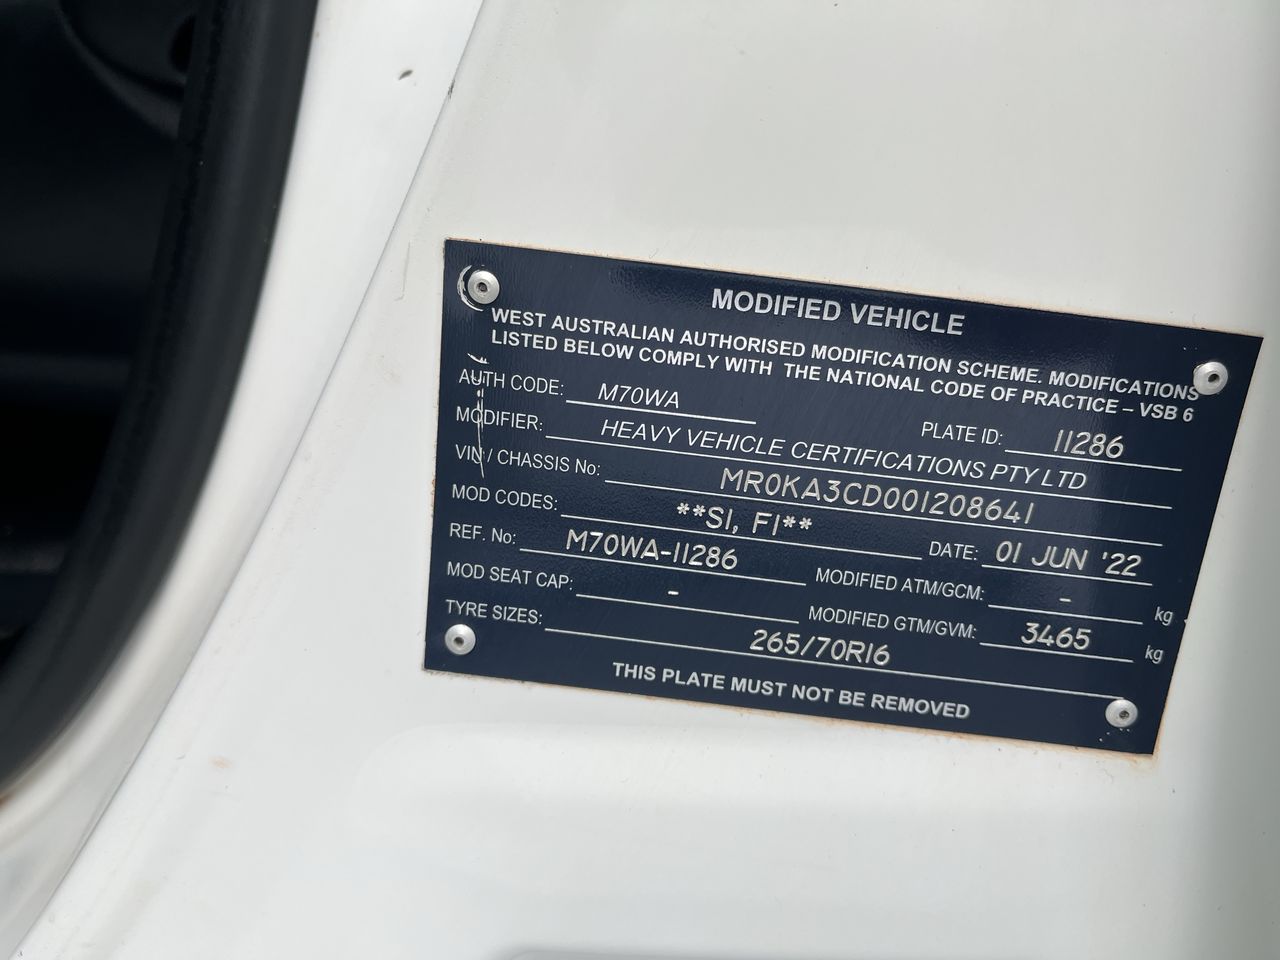 MODIFIED VEHICLE
WEST AUSTRALIAN AUTHORISED MODIFICATION SCHEME. MODIFICATIONS
LISTED BELOW COMPLY WITH THE NATIONAL CODE OF PRACTICE – VSB 6
AUTH CODE: M70WA PLATE ID: 11286
MODIFIER: HEAVY VEHICLE CERTIFICATIONS PTY LTD
VIN / CHASSIS No: MR0KA3CD001208641
MOD CODES: **S1, F1** DATE: 01 JUN '22
REF. No: M70WA-11286 MODIFIED ATM/GCM: - kg
MOD SEAT CAP: - MODIFIED GTM/GVM: 3465 kg
TYRE SIZES: 265/70R16
THIS PLATE MUST NOT BE REMOVED